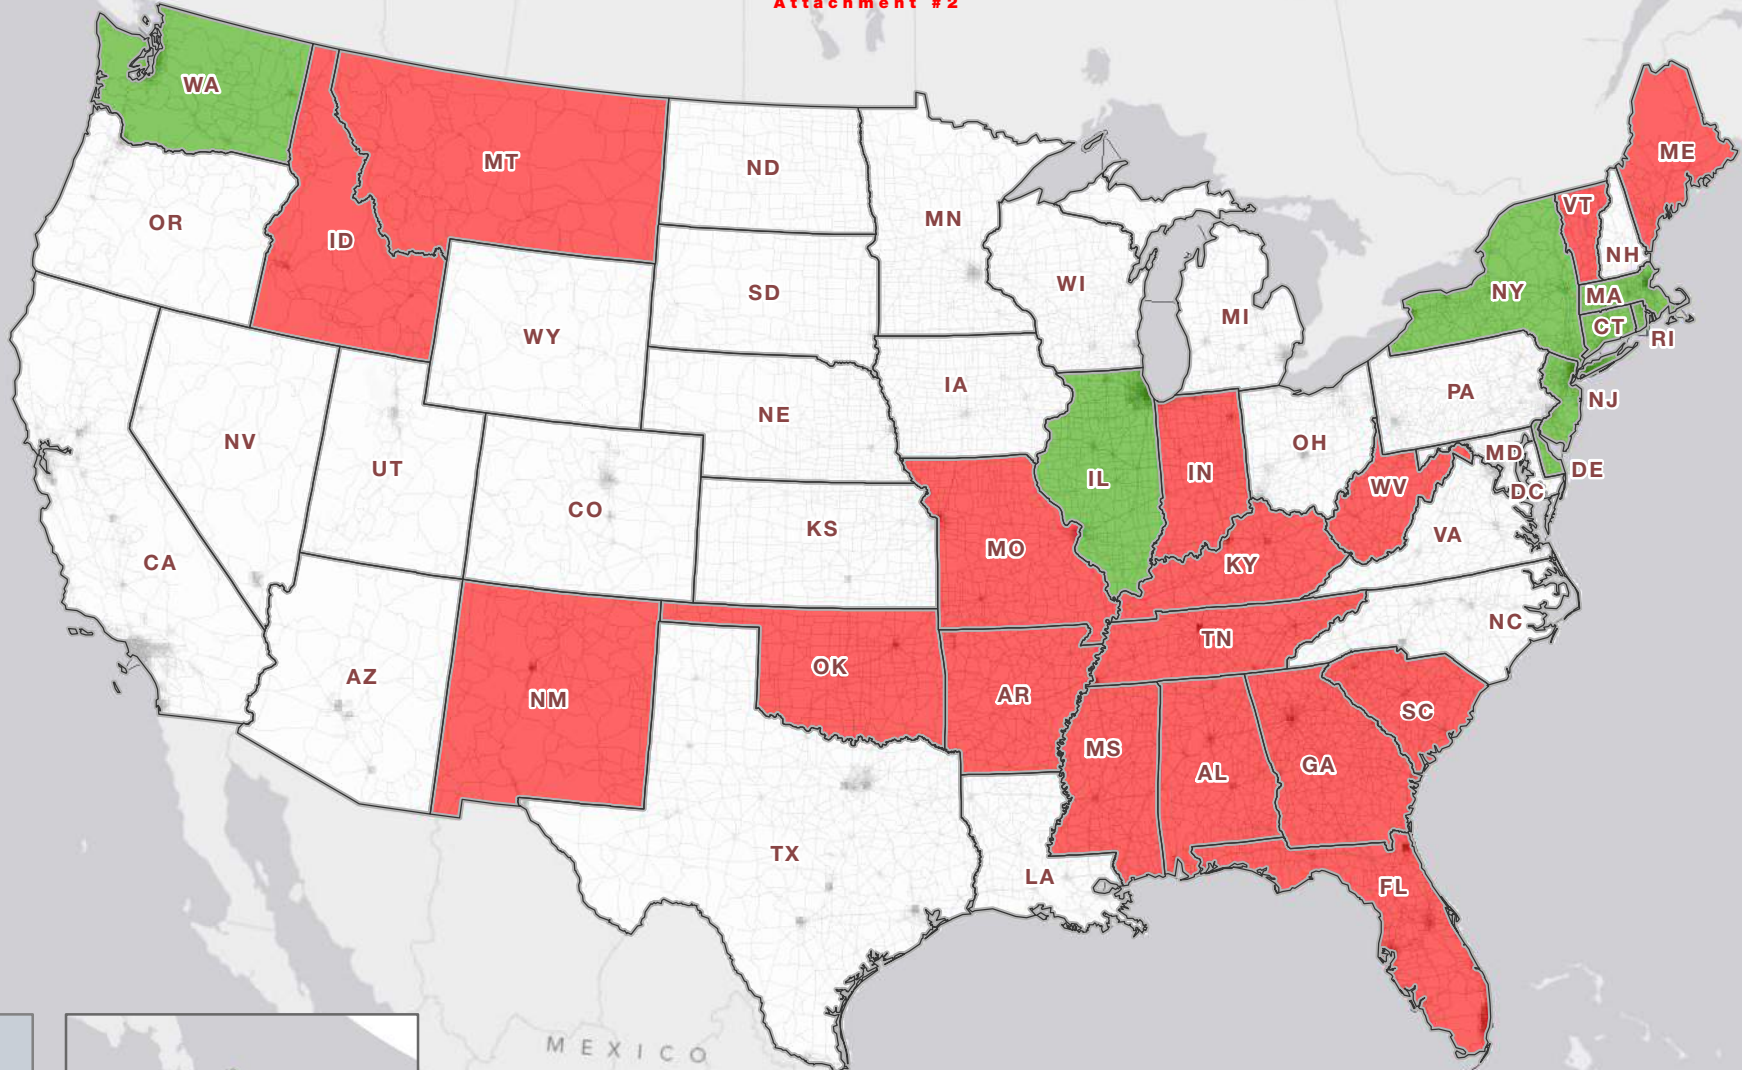 Attachment #2
WA
MT
ND
MN
ME
VT
OR
ID
NH
SD
WI
NY
MA
MI
CT
RI
WY
IA
PA
NJ
NE
NV
OH
MD
UT
IN
IL
DE
WV
DC
CO
KS
VA
MO
CA
KY
NC
TN
OK
AZ
AR
NM
SC
MS
GA
AL
TX
LA
FL
MEXICO